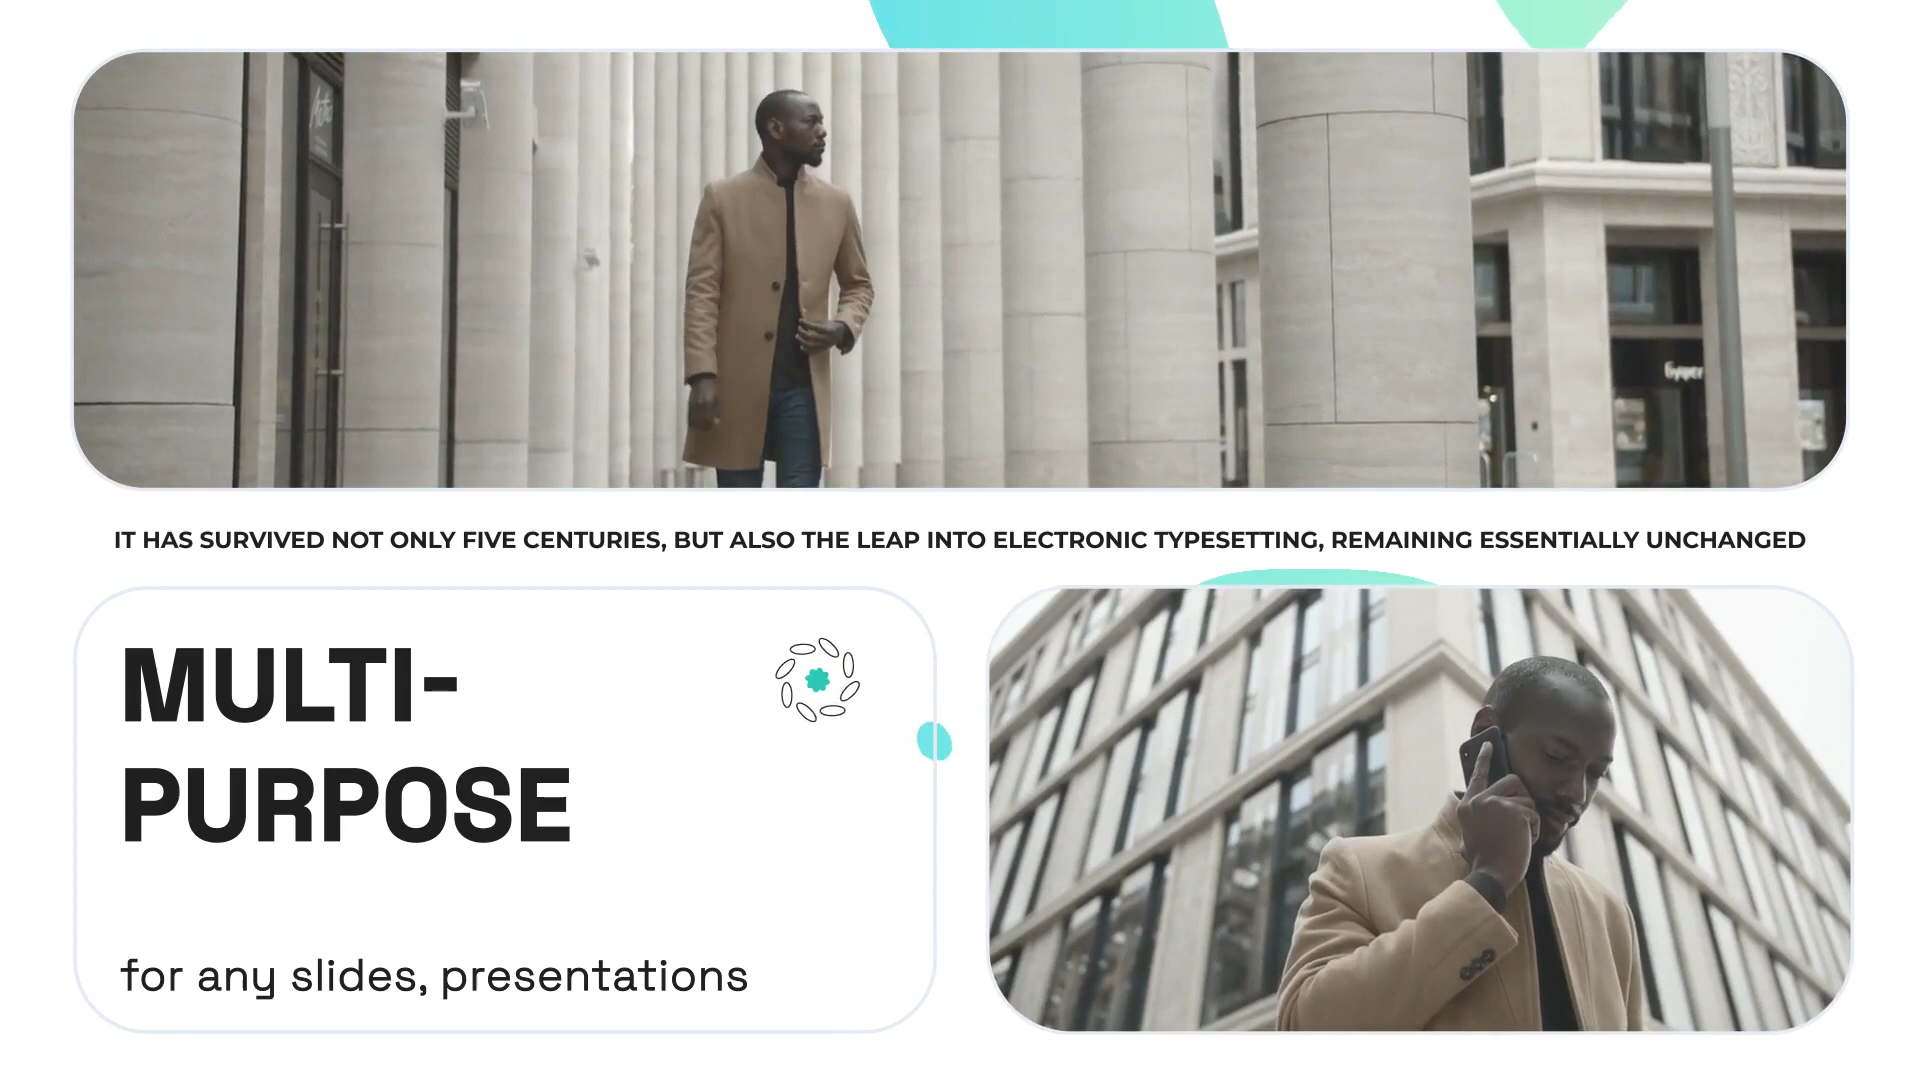 IT HAS SURVIVED NOT ONLY FIVE CENTURIES, BUT ALSO THE LEAP INTO ELECTRONIC TYPESETTING, REMAINING ESSENTIALLY UNCHANGED
MULTI-
PURPOSE
for any slides, presentations